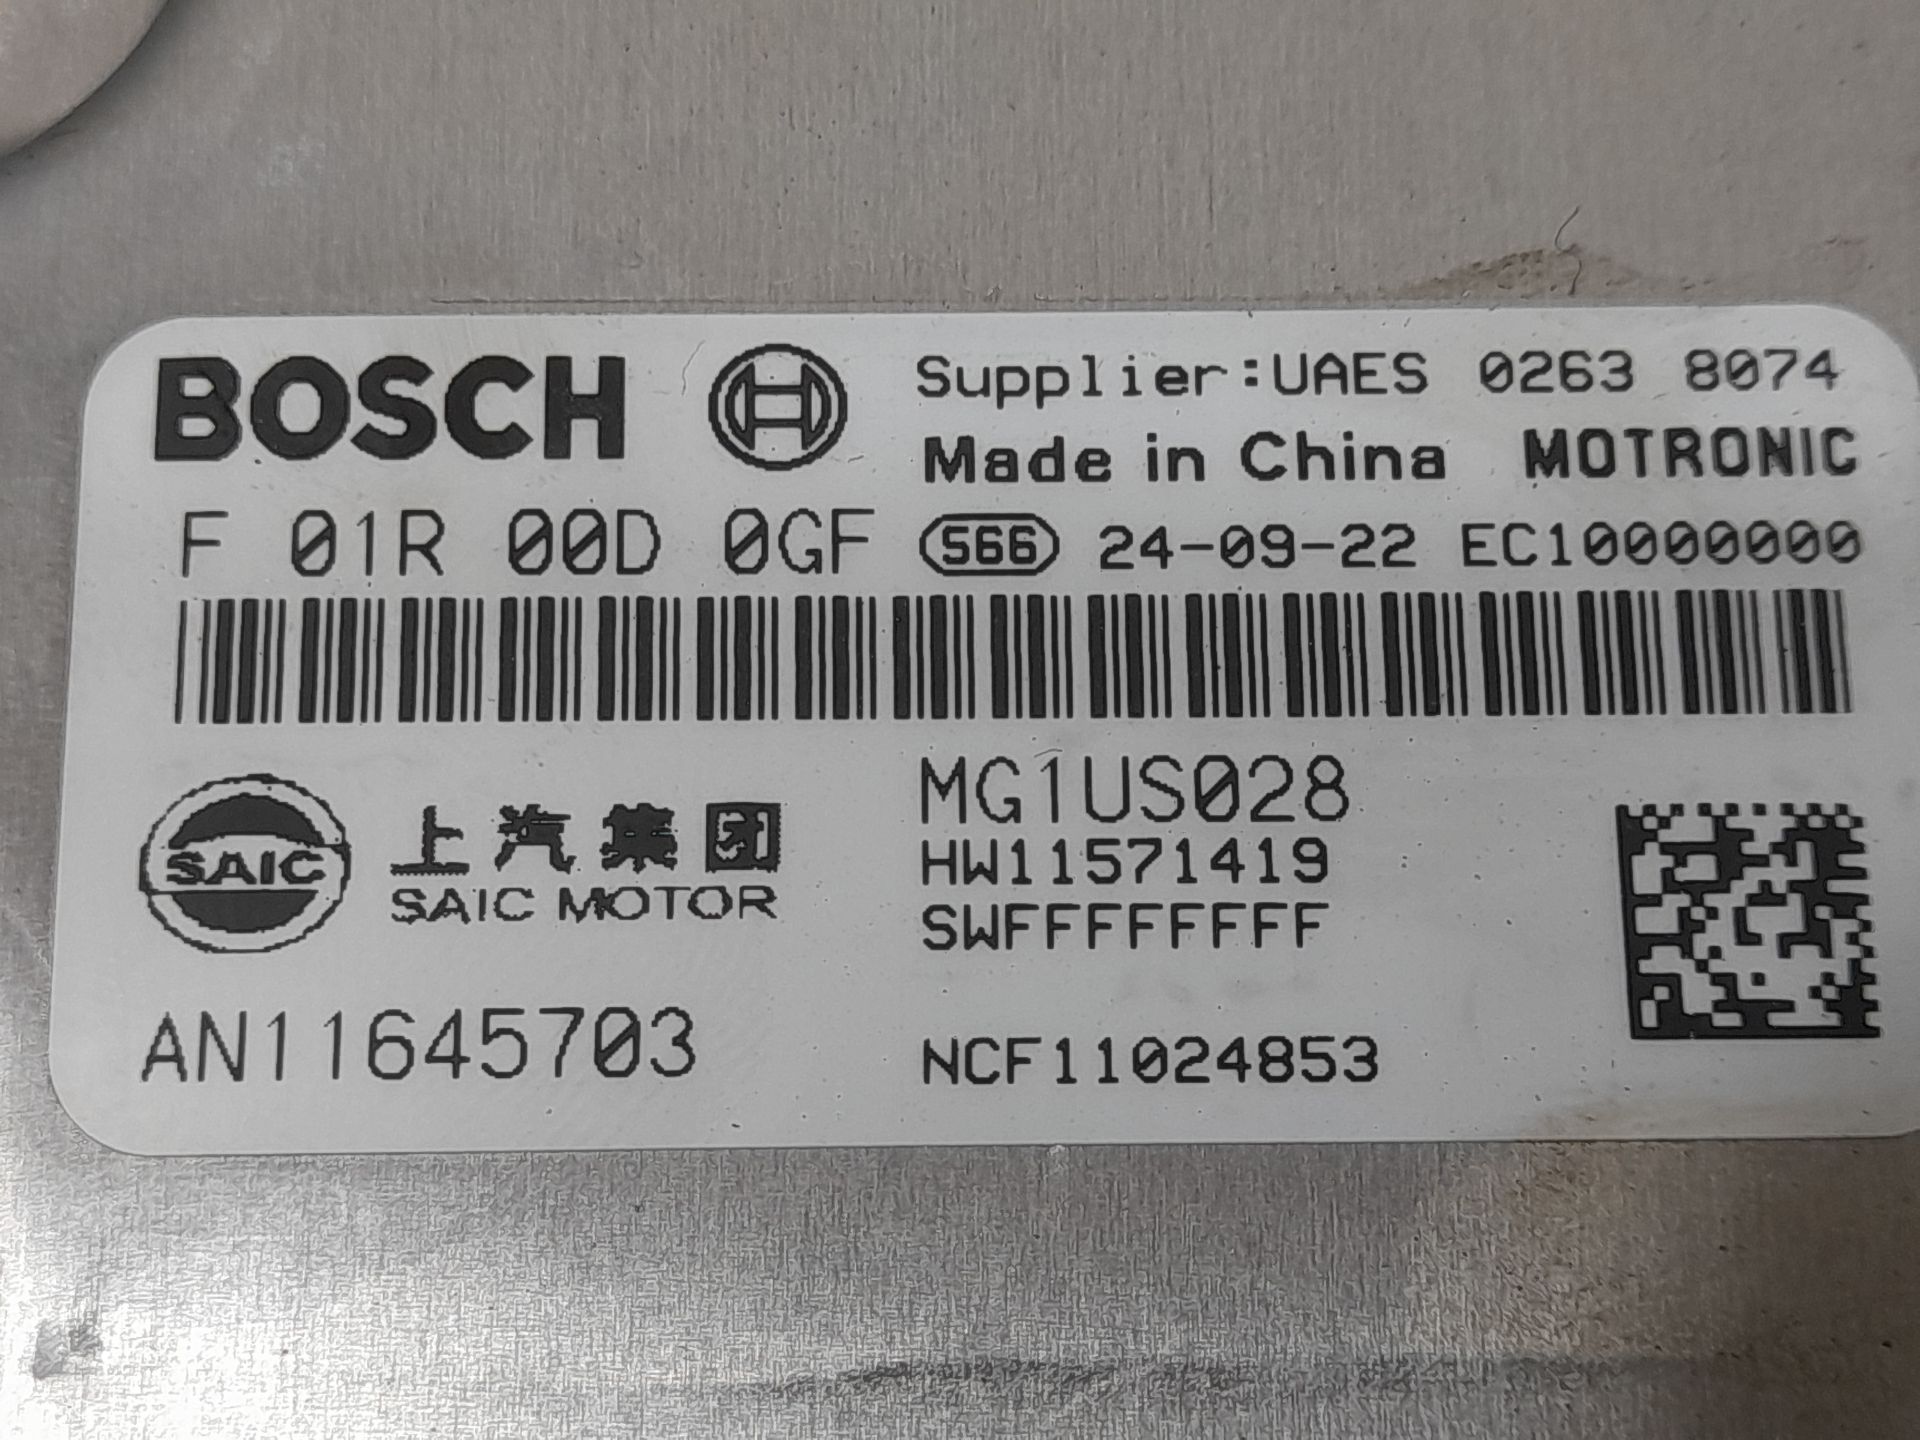 BOSCH
Supplier:UAES 0263 8074
Made in China MOTRONIC
F 01R 00D 0GF 566 24-09-22 EC10000000
SAIC 上汽集团
SAIC MOTOR
MG1US028
HW11571419
SWFFFFFFFF
AN11645703
NCF11024853